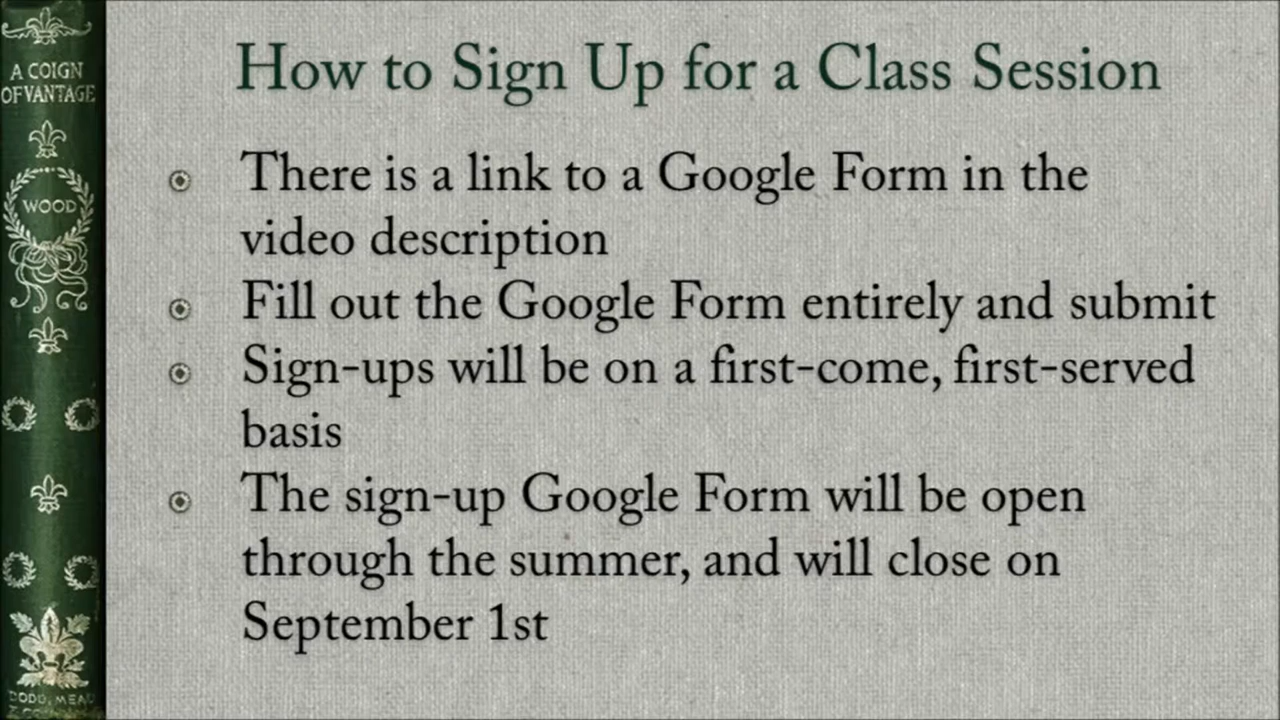 A COIGN
OF VANTAGE
WOOD
DODD, MEAD
How to Sign Up for a Class Session
There is a link to a Google Form in the
video description
Fill out the Google Form entirely and submit
Sign-ups will be on a first-come, first-served
basis
The sign-up Google Form will be open
through the summer, and will close on
September 1st